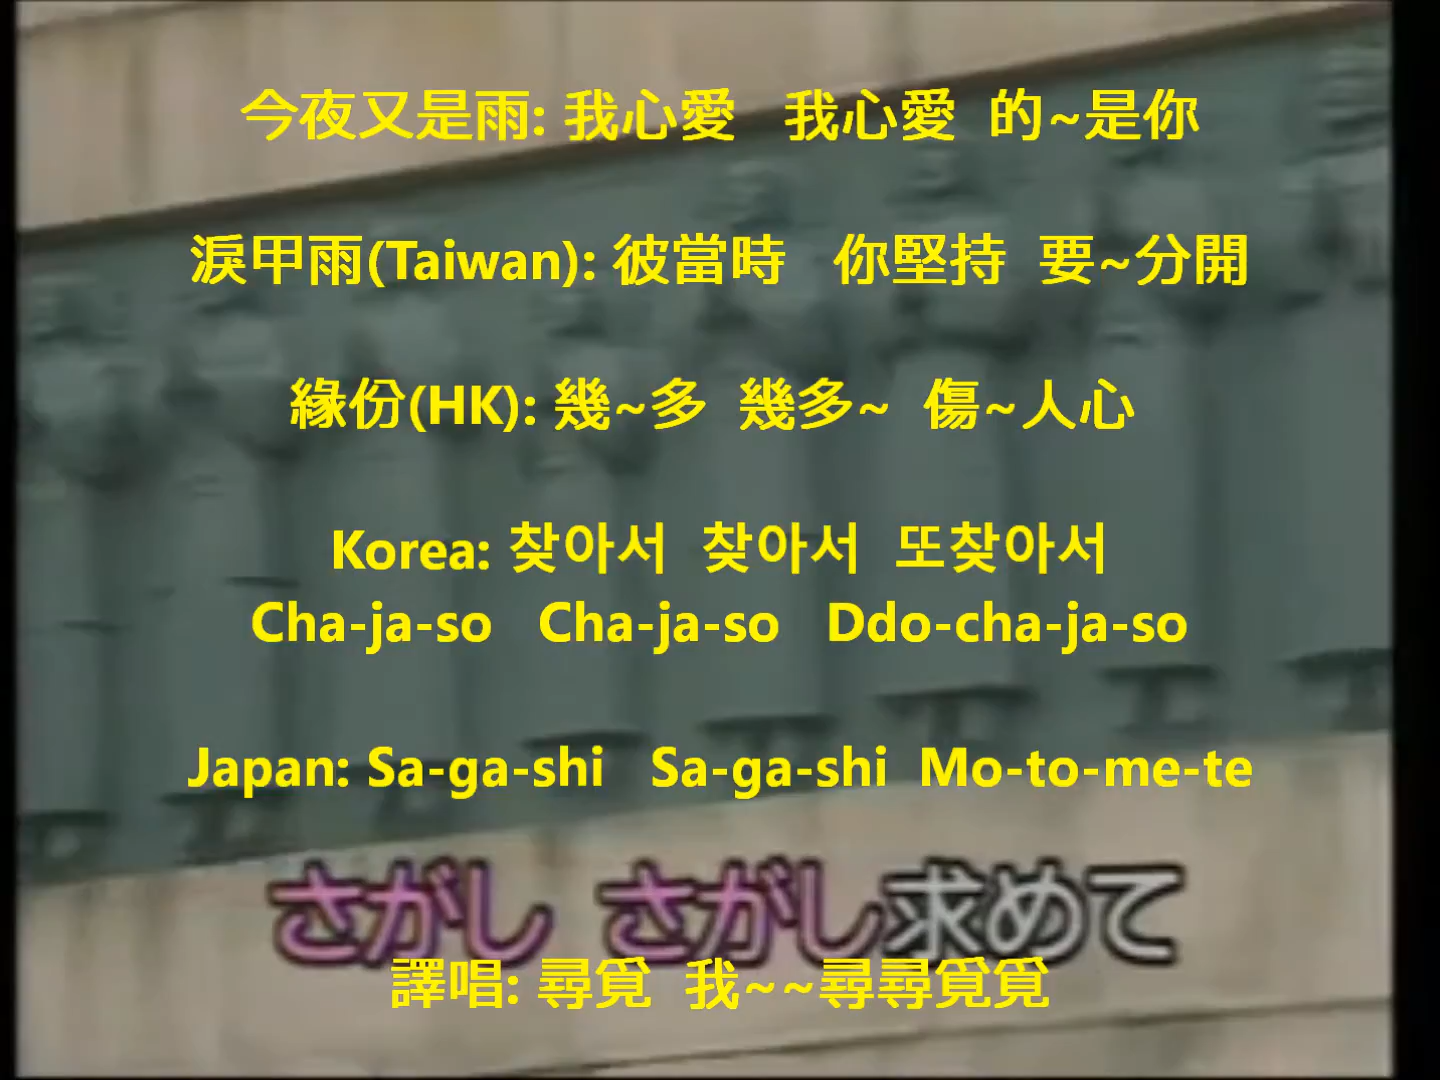 今夜又是雨: 我心愛 我心愛 的~是你
淚甲雨(Taiwan): 彼當時 你堅持 要~分開
緣份(HK): 幾~多 幾多~ 傷~人心
Korea: 찾아서 찾아서 또찾아서
Cha-ja-so Cha-ja-so Ddo-cha-ja-so
Japan: Sa-ga-shi Sa-ga-shi Mo-to-me-te
さがし さがし求めて
譯唱: 尋覓 我~~尋尋覓覓